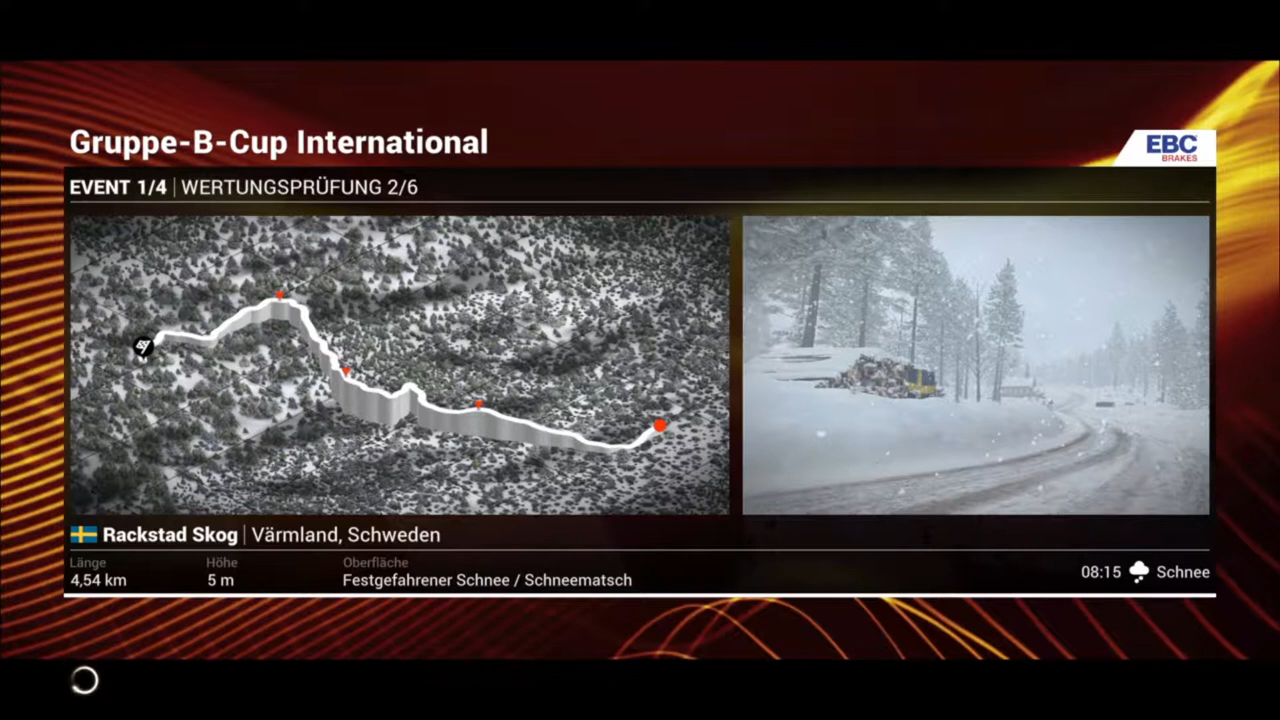 Gruppe-B-Cup International
EBC
BRAKES
EVENT 1/4 | WERTUNGSPRÜFUNG 2/6
Rackstad Skog | Värmland, Schweden
Länge Höhe Oberfläche
4,54 km 5 m Festgefahrener Schnee / Schneematsch
08:15 Schnee